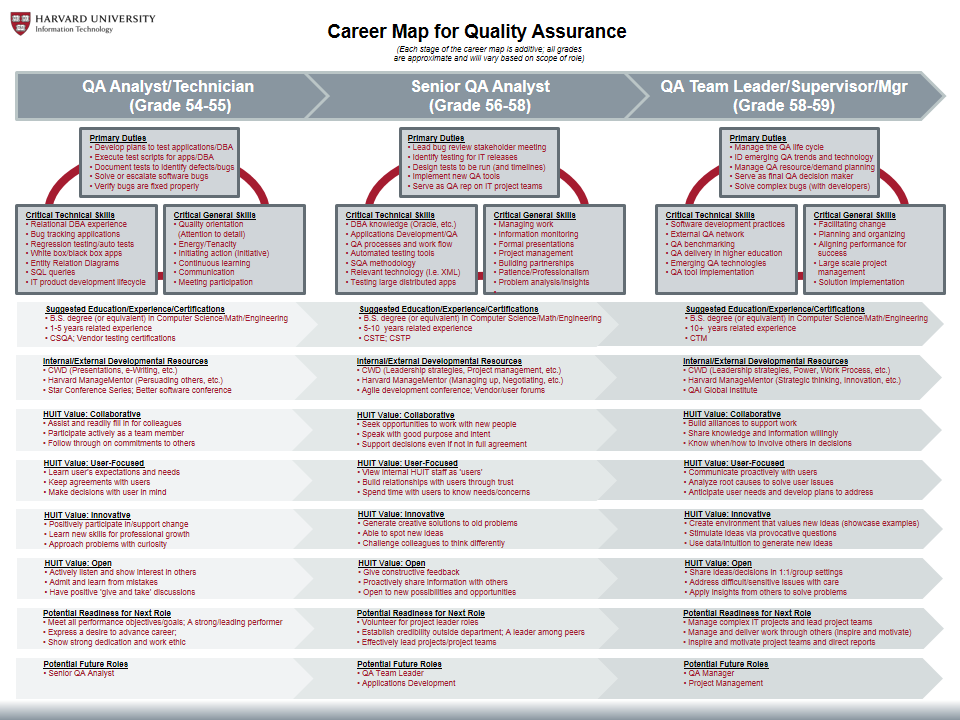 HARVARD UNIVERSITY
Information Technology
Career Map for Quality Assurance
(Each stage of the career map is additive; all grades
are approximate and will vary based on scope of role)
QA Analyst/Technician
(Grade 54-55)
Senior QA Analyst
(Grade 56-58)
QA Team Leader/Supervisor/Mgr
(Grade 58-59)
Primary Duties
• Develop plans to test applications/DBA
• Execute test scripts for apps/DBA
• Document tests to identify defects/bugs
• Solve or escalate software bugs
• Verify bugs are fixed properly
Primary Duties
• Lead bug review stakeholder meeting
• Identify testing for IT releases
• Design tests to be run (and timelines)
• Implement new QA tools
• Serve as QA rep on IT project teams
Primary Duties
• Manage the QA life cycle
• ID emerging QA trends and technology
• Manage QA resource/demand planning
• Serve as final QA decision maker
• Solve complex bugs (with developers)
Critical Technical Skills
• Relational DBA experience
• Bug tracking applications
• Regression testing/auto tests
• White box/black box apps
• Entity Relation Diagrams
• SQL queries
• IT product development lifecycle
Critical General Skills
• Quality orientation
(Attention to detail)
• Energy/Tenacity
• Initiating action (initiative)
• Continuous learning
• Communication
• Meeting participation
Critical Technical Skills
• DBA knowledge (Oracle, etc.)
• Applications Development/QA
• QA processes and work flow
• Automated testing tools
• SQA methodology
• Relevant technology (i.e. XML)
• Testing large distributed apps
Critical General Skills
• Managing work
• Information monitoring
• Formal presentations
• Project management
• Building partnerships
• Patience/Professionalism
• Problem analysis/insights
•
Critical Technical Skills
• Software development practices
• External QA network
• QA benchmarking
• QA delivery in higher education
• Emerging QA technologies
• QA tool implementation
Critical General Skills
• Facilitating change
• Planning and organizing
• Aligning performance for
success
• Large scale project
management
• Solution implementation
Suggested Education/Experience/Certifications
• B.S. degree (or equivalent) in Computer Science/Math/Engineering
• 1-5 years related experience
• CSQA; Vendor testing certifications
Suggested Education/Experience/Certifications
• B.S. degree (or equivalent) in Computer Science/Math/Engineering
• 5-10 years related experience
• CSTE; CSTP
Suggested Education/Experience/Certifications
• B.S. degree (or equivalent) in Computer Science/Math/Engineering
• 10+ years related experience
• CTM
Internal/External Developmental Resources
• CWD (Presentations, e-Writing, etc.)
• Harvard ManageMentor (Persuading others, etc.)
• Star Conference Series; Better software conference
Internal/External Developmental Resources
• CWD (Leadership strategies, Project management, etc.)
• Harvard ManageMentor (Managing up, Negotiating, etc.)
• Agile development conference; Vendor/user forums
Internal/External Developmental Resources
• CWD (Leadership strategies, Power, Work Process, etc.)
• Harvard ManageMentor (Strategic thinking, Innovation, etc.)
• QAI Global Institute
HUIT Value: Collaborative
• Assist and readily fill in for colleagues
• Participate actively as a team member
• Follow through on commitments to others
HUIT Value: Collaborative
• Seek opportunities to work with new people
• Speak with good purpose and intent
• Support decisions even if not in full agreement
HUIT Value: Collaborative
• Build alliances to support work
• Share knowledge and information willingly
• Know when/how to involve others in decisions
HUIT Value: User-Focused
• Learn user's expectations and needs
• Keep agreements with users
• Make decisions with user in mind
HUIT Value: User-Focused
• View internal HUIT staff as 'users'
• Build relationships with users through trust
• Spend time with users to know needs/concerns
HUIT Value: User-Focused
• Communicate proactively with users
• Analyze root causes to solve user issues
• Anticipate user needs and develop plans to address
HUIT Value: Innovative
• Positively participate in/support change
• Learn new skills for professional growth
• Approach problems with curiosity
HUIT Value: Innovative
• Generate creative solutions to old problems
• Able to spot new ideas
• Challenge colleagues to think differently
HUIT Value: Innovative
• Create environment that values new ideas (showcase examples)
• Stimulate ideas via provocative questions
• Use data/intuition to generate new ideas
HUIT Value: Open
• Actively listen and show interest in others
• Admit and learn from mistakes
• Have positive 'give and take' discussions
HUIT Value: Open
• Give constructive feedback
• Proactively share information with others
• Open to new possibilities and opportunities
HUIT Value: Open
• Share ideas/decisions in 1:1/group settings
• Address difficult/sensitive issues with care
• Apply insights from others to solve problems
Potential Readiness for Next Role
• Meet all performance objectives/goals; A strong/leading performer
• Express a desire to advance career;
• Show strong dedication and work ethic
Potential Readiness for Next Role
• Volunteer for project leader roles
• Establish credibility outside department; A leader among peers
• Effectively lead projects/project teams
Potential Readiness for Next Role
• Manage complex IT projects and lead project teams
• Manage and deliver work through others (inspire and motivate)
• Inspire and motivate project teams and direct reports
Potential Future Roles
• Senior QA Analyst
Potential Future Roles
• QA Team Leader
• Applications Development
Potential Future Roles
• QA Manager
• Project Management